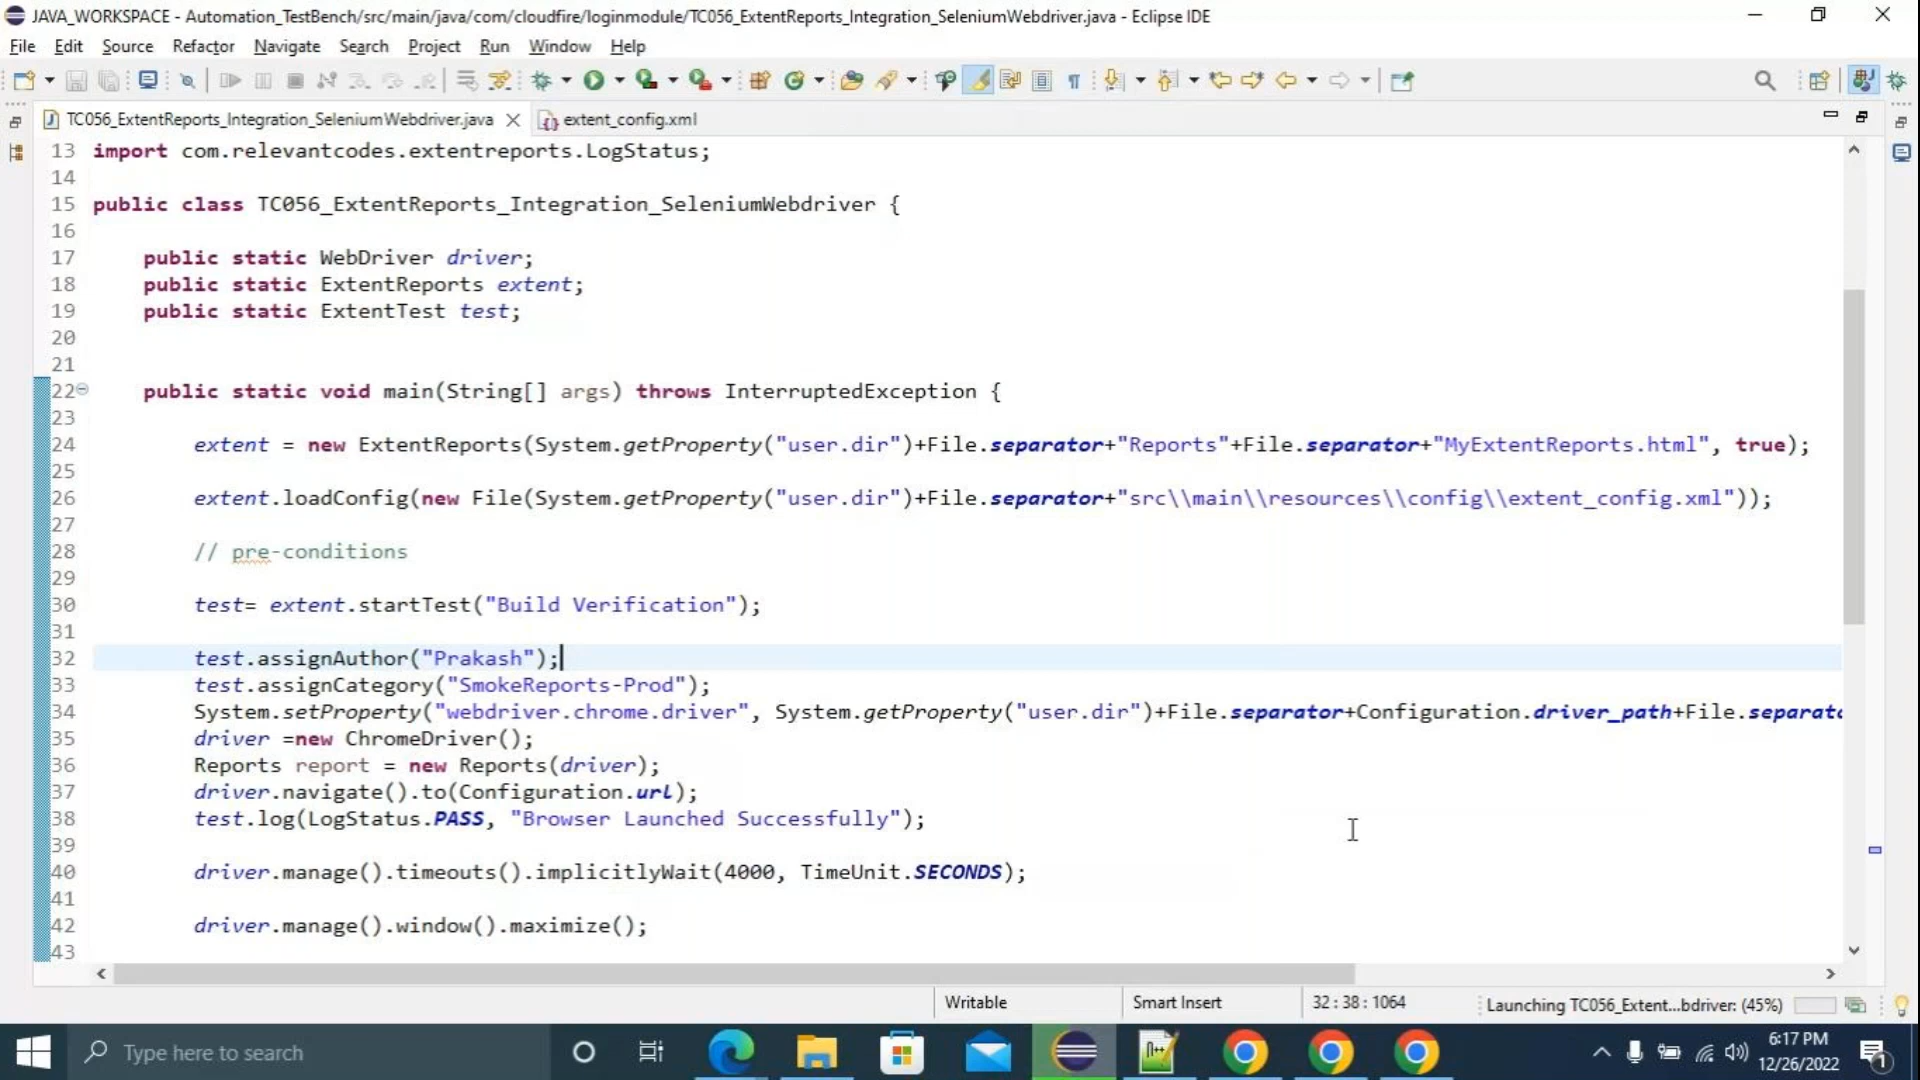 JAVA_WORKSPACE - Automation_TestBench/src/main/java/com/cloudfire/loginmodule/TC056_ExtentReports_Integration_SeleniumWebdriver.java - Eclipse IDE
File Edit Source Refactor Navigate Search Project Run Window Help
TC056_ExtentReports_Integration_SeleniumWebdriver.java extent_config.xml
13 import com.relevantcodes.extentreports.LogStatus;
14
15 public class TC056_ExtentReports_Integration_SeleniumWebdriver {
16
17 public static WebDriver driver;
18 public static ExtentReports extent;
19 public static ExtentTest test;
20
21
22 public static void main(String[] args) throws InterruptedException {
23
24 extent = new ExtentReports(System.getProperty("user.dir")+File.separator+"Reports"+File.separator+"MyExtentReports.html", true);
25
26 extent.loadConfig(new File(System.getProperty("user.dir")+File.separator+"src\\main\\resources\\config\\extent_config.xml"));
27
28 // pre-conditions
29
30 test= extent.startTest("Build Verification");
31
32 test.assignAuthor("Prakash");
33 test.assignCategory("SmokeReports-Prod");
34 System.setProperty("webdriver.chrome.driver", System.getProperty("user.dir")+File.separator+Configuration.driver_path+File.separato
35 driver =new ChromeDriver();
36 Reports report = new Reports(driver);
37 driver.navigate().to(Configuration.url);
38 test.log(LogStatus.PASS, "Browser Launched Successfully");
39
40 driver.manage().timeouts().implicitlyWait(4000, TimeUnit.SECONDS);
41
42 driver.manage().window().maximize();
43
Writable Smart Insert 32 : 38 : 1064 Launching TC056_Extent...bdriver: (45%)
Type here to search
6:17 PM
12/26/2022
1